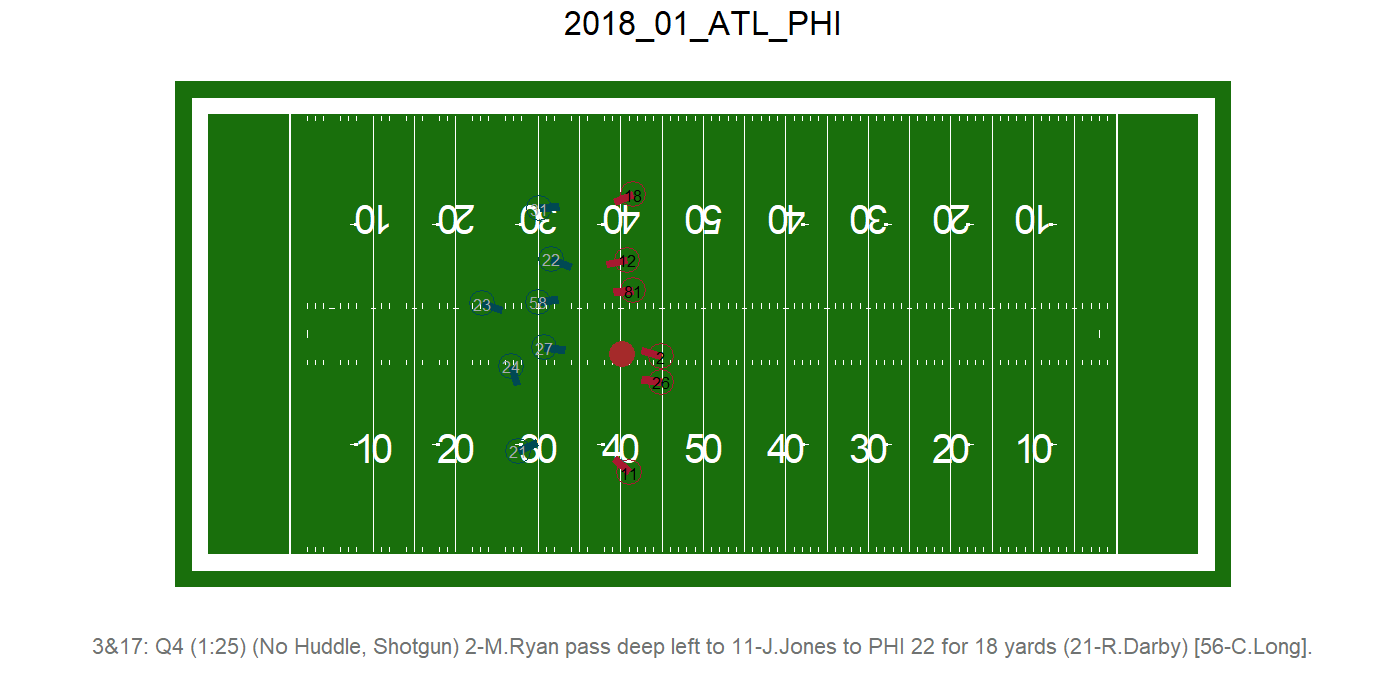 2018_01_ATL_PHI
18
31
10 20 30 40 50 40 30 20 10
22 12
81
23 58
27 2
24
26
10 20 30 40 50 40 30 20 10
21
11
3&17: Q4 (1:25) (No Huddle, Shotgun) 2-M.Ryan pass deep left to 11-J.Jones to PHI 22 for 18 yards (21-R.Darby) [56-C.Long].